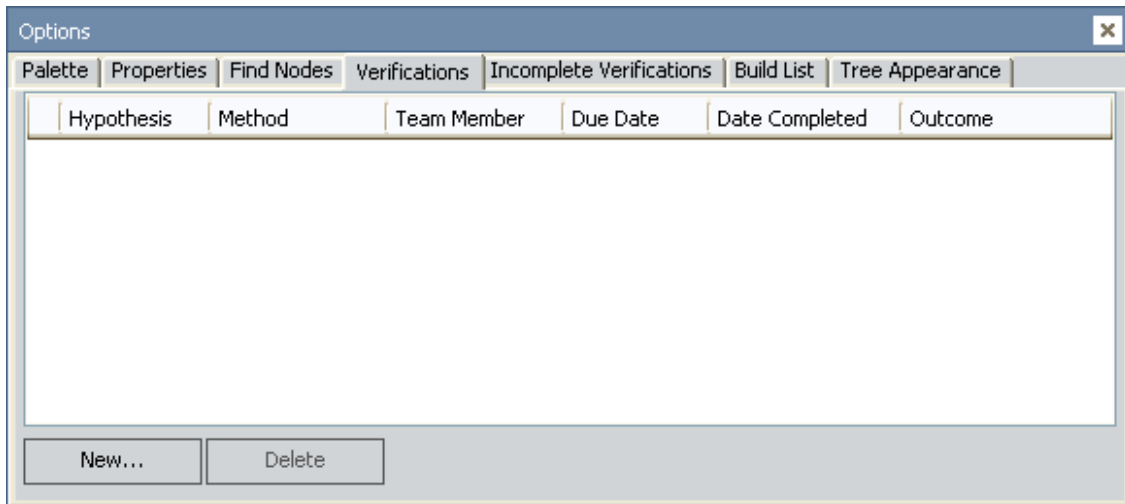 Options
Palette Properties Find Nodes Verifications Incomplete Verifications Build List Tree Appearance
Hypothesis Method Team Member Due Date Date Completed Outcome
New... Delete